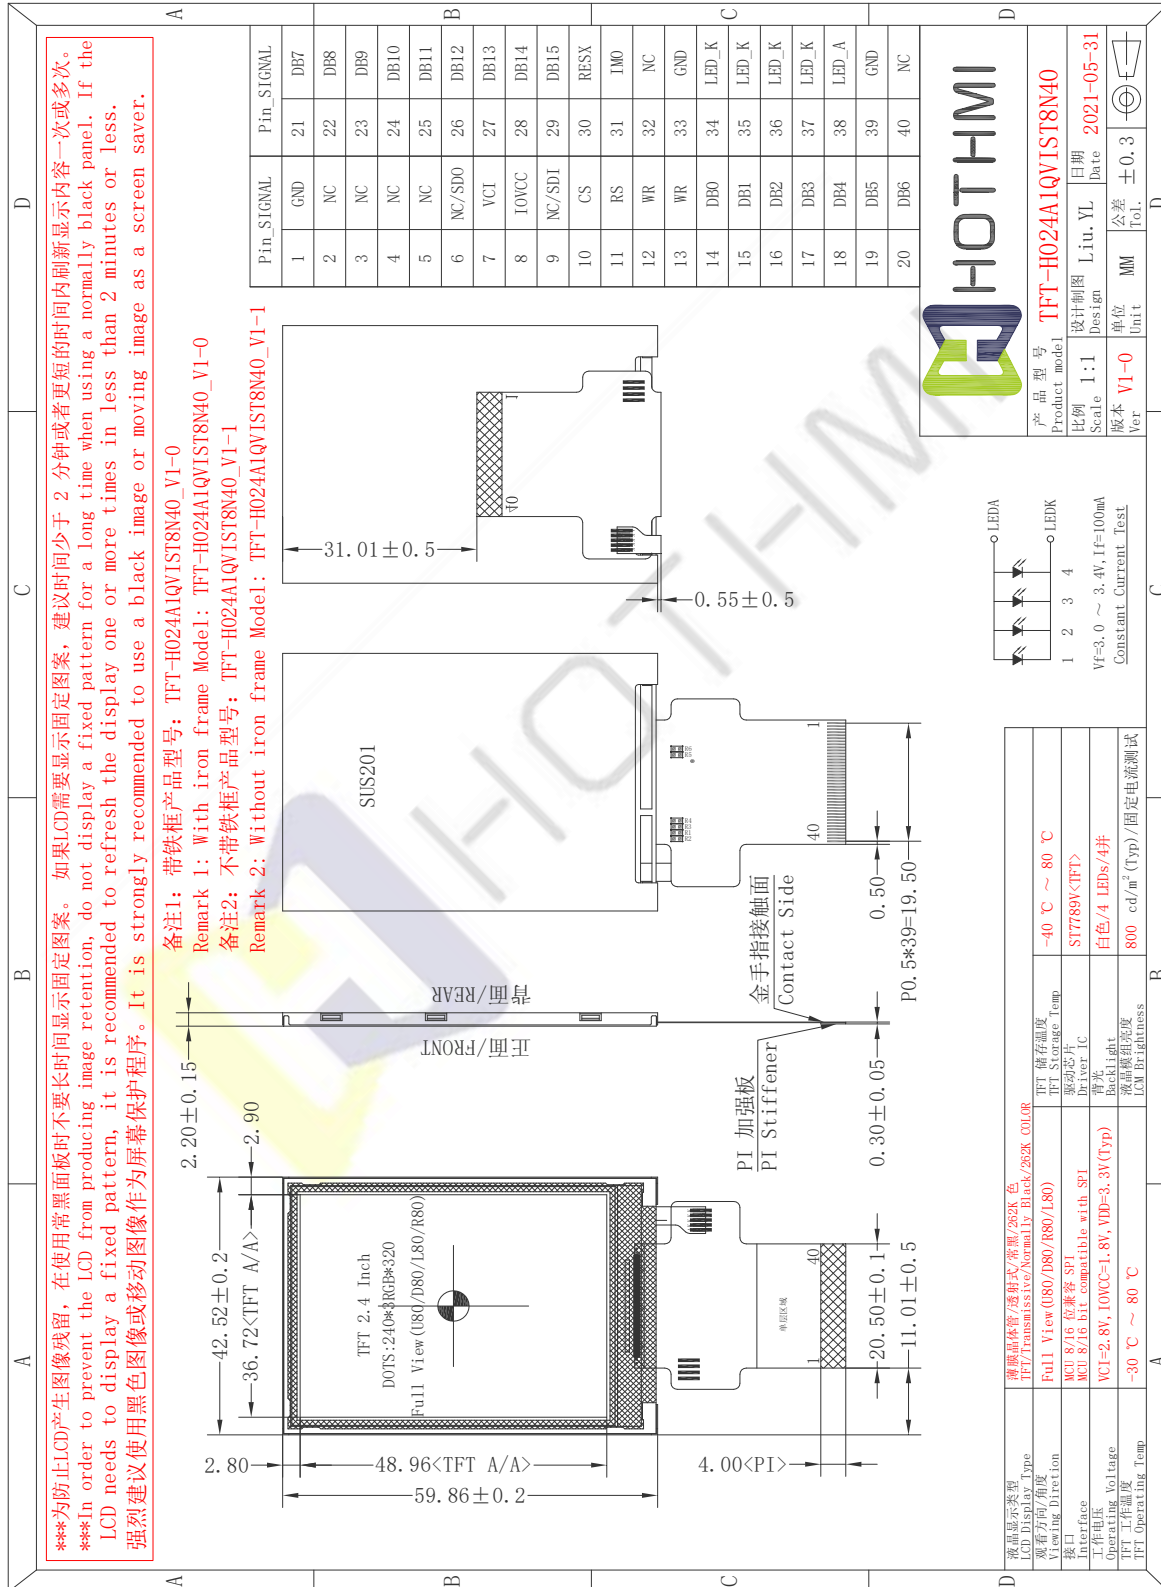 ***为防止LCD产生图像残留，在使用常黑面板时不要长时间显示固定图案。 如果LCD需要显示固定图案，建议时间少于 2 分钟或者更短的时间内刷新显示内容一次或多次。
***In order to prevent the LCD from producing image retention, do not display a fixed pattern for a long time when using a normally black panel. If the
LCD needs to display a fixed pattern, it is recommended to refresh the display one or more times in less than 2 minutes or less.
强烈建议使用黑色图像或移动图像作为屏幕保护程序。It is strongly recommended to use a black image or moving image as a screen saver.
备注1: 带铁框产品型号: TFT-H024A1QVIST8N40_V1-0
Remark 1: With iron frame Model: TFT-H024A1QVIST8N40_V1-0
备注2: 不带铁框产品型号: TFT-H024A1QVIST8N40_V1-1
Remark 2: Without iron frame Model: TFT-H024A1QVIST8N40_V1-1
Pin_SIGNAL Pin_SIGNAL
1 GND 21 DB7
2 NC 22 DB8
3 NC 23 DB9
4 NC 24 DB10
5 NC 25 DB11
6 NC/SDO 26 DB12
7 VCI 27 DB13
8 IOVCC 28 DB14
9 NC/SDI 29 DB15
10 CS 30 RESX
11 RS 31 IM0
12 WR 32 NC
13 WR 33 GND
14 DB0 34 LED_K
15 DB1 35 LED_K
16 DB2 36 LED_K
17 DB3 37 LED_K
18 DB4 38 LED_A
19 DB5 39 GND
20 DB6 40 NC
42.52±0.2
36.72<TFT A/A>
2.90
2.80
48.96<TFT A/A>
59.86±0.2
TFT 2.4 Inch
DOTS:240*3RGB*320
Full View(U80/D80/L80/R80)
单层区域
1
40
4.00<PI>
20.50±0.1
11.01±0.5
2.20±0.15
正面/FRONT
背面/REAR
PI 加强板
PI Stiffener
金手指接触面
Contact Side
0.30±0.05
SUS201
R6
R5
R4
R3
R1
R2
40
1
0.50
P0.5*39=19.50
31.01±0.5
0.55±0.5
LEDA
LEDK
1 2 3 4
Vf=3.0 ～ 3.4V,If=100mA
Constant Current Test
液晶显示类型
LCD Display Type
薄膜晶体管/透射式/常黑/262K 色
TFT/Transmissive/Normally Black/262K COLOR
观看方向/角度
Viewing Diretion
Full View(U80/D80/R80/L80)
接口
Interface
MCU 8/16 位兼容 SPI
MCU 8/16 bit compatible with SPI
工作电压
Operating Voltage
VCI=2.8V, IOVCC=1.8V, VDD=3.3V(Typ)
TFT 工作温度
TFT Operating Temp
-30 ℃ ～ 80 ℃
TFT 储存温度
TFT Storage Temp
-40 ℃ ～ 80 ℃
驱动芯片
Driver IC
ST7789V<TFT>
背光
Backlight
白色/4 LEDs/4并
液晶模组亮度
LCM Brightness
800 cd/m²(Typ)/固定电流测试
HOTHMI
产 品 型 号
Product model
TFT-H024A1QVIST8N40
比例
Scale
1:1
设计制图
Design
Liu.YL
日期
Date
2021-05-31
版本
Ver
V1-0
单位
Unit
MM
公差
Tol.
±0.3
A
B
C
D
A
B
C
D
A
B
C
D
A
B
C
D
HOTHMI